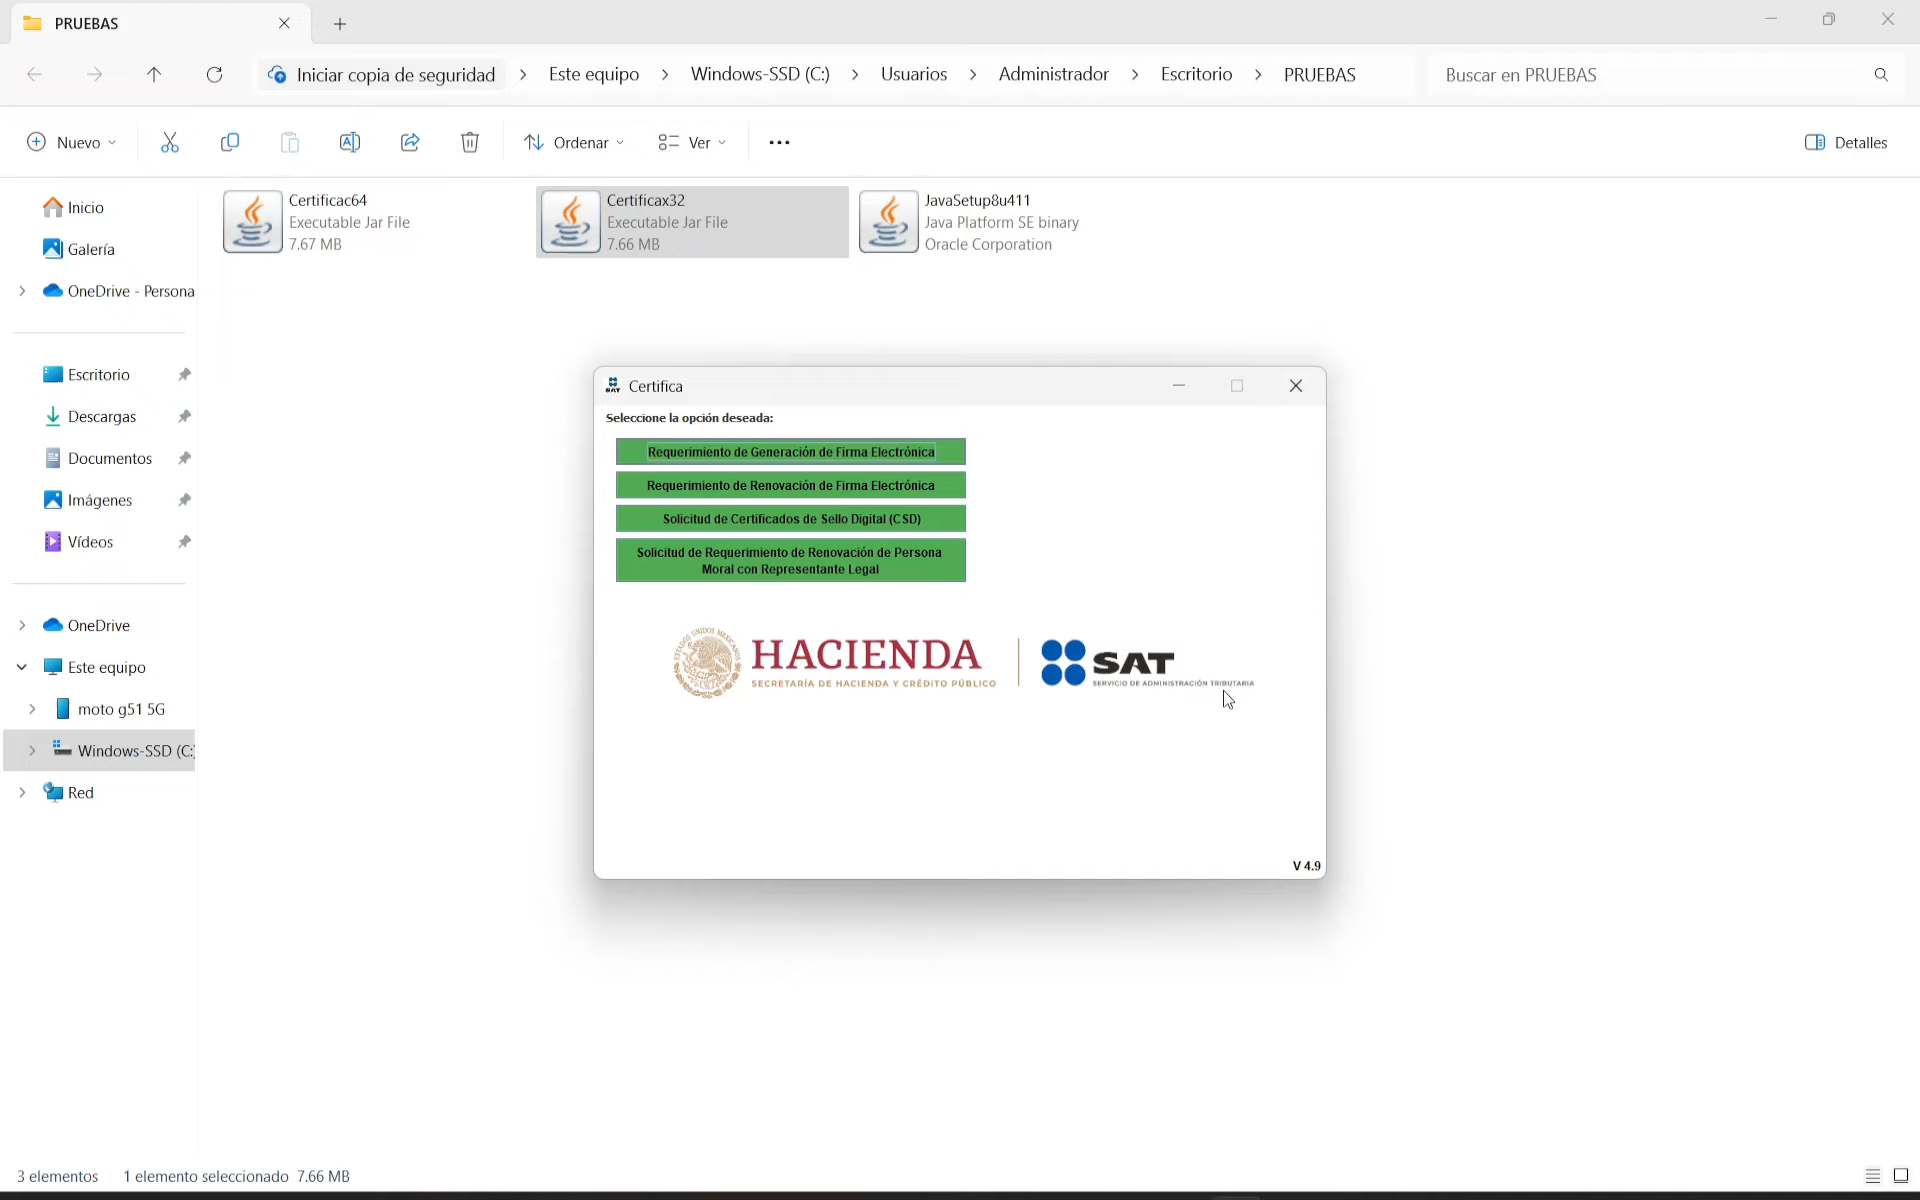 PRUEBAS
Iniciar copia de seguridad > Este equipo > Windows-SSD (C:) > Usuarios > Administrador > Escritorio > PRUEBAS
Buscar en PRUEBAS
Nuevo
Ordenar
Ver
Detalles
Inicio
Galería
OneDrive - Persona
Escritorio
Descargas
Documentos
Imágenes
Vídeos
OneDrive
Este equipo
moto g51 5G
Windows-SSD (C:)
Red
Certificac64
Executable Jar File
7.67 MB
Certificax32
Executable Jar File
7.66 MB
JavaSetup8u411
Java Platform SE binary
Oracle Corporation
SAT Certifica
Seleccione la opción deseada:
Requerimiento de Generación de Firma Electrónica
Requerimiento de Renovación de Firma Electrónica
Solicitud de Certificados de Sello Digital (CSD)
Solicitud de Requerimiento de Renovación de Persona
Moral con Representante Legal
ESTADOS UNIDOS MEXICANOS
HACIENDA
SECRETARÍA DE HACIENDA Y CRÉDITO PÚBLICO
SAT
SERVICIO DE ADMINISTRACIÓN TRIBUTARIA
V 4.9
3 elementos
1 elemento seleccionado 7.66 MB